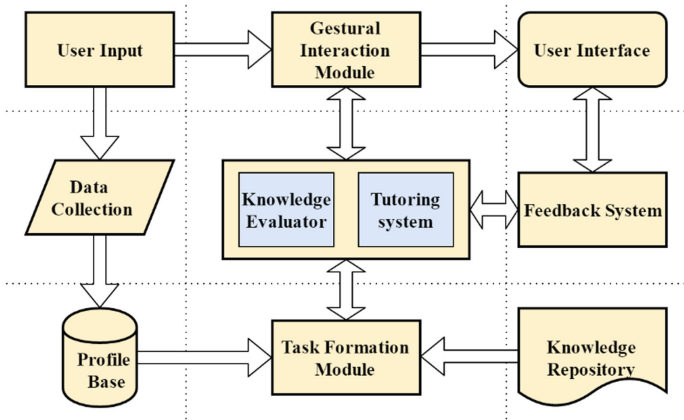 User Input
Gestural
Interaction
Module
User Interface
Data
Collection
Knowledge
Evaluator
Tutoring
system
Feedback System
Profile
Base
Task Formation
Module
Knowledge
Repository